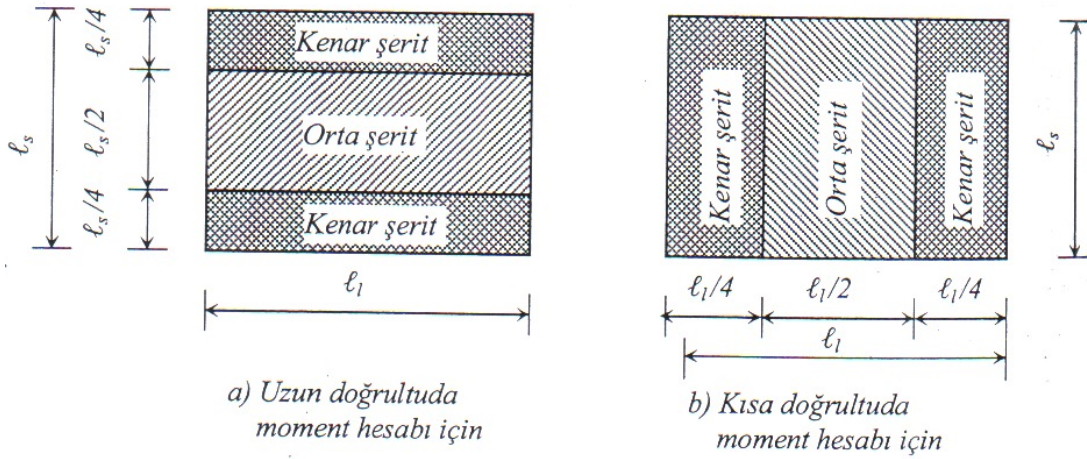 ℓs/4
ℓs/2
ℓs/4
ℓs
Kenar şerit
Orta şerit
Kenar şerit
ℓl
a) Uzun doğrultuda
moment hesabı için
Kenar şerit
Orta şerit
Kenar şerit
ℓs
ℓl/4
ℓl/2
ℓl/4
ℓl
b) Kısa doğrultuda
moment hesabı için